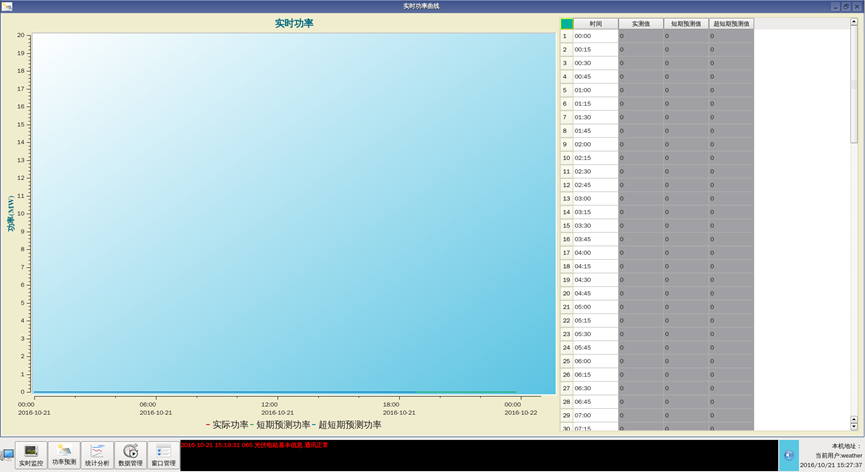 实时功率曲线
实时功率
20
19
18
17
16
15
14
13
12
11
10
9
8
7
6
5
4
3
2
1
0
功率(MW)
00:00 06:00 12:00 18:00 00:00
2016-10-21 2016-10-21 2016-10-21 2016-10-21 2016-10-22
实际功率 短期预测功率 超短期预测功率
时间 实测值 短期预测值 超短期预测值
1 00:00 0 0 0
2 00:15 0 0 0
3 00:30 0 0 0
4 00:45 0 0 0
5 01:00 0 0 0
6 01:15 0 0 0
7 01:30 0 0 0
8 01:45 0 0 0
9 02:00 0 0 0
10 02:15 0 0 0
11 02:30 0 0 0
12 02:45 0 0 0
13 03:00 0 0 0
14 03:15 0 0 0
15 03:30 0 0 0
16 03:45 0 0 0
17 04:00 0 0 0
18 04:15 0 0 0
19 04:30 0 0 0
20 04:45 0 0 0
21 05:00 0 0 0
22 05:15 0 0 0
23 05:30 0 0 0
24 05:45 0 0 0
25 06:00 0 0 0
26 06:15 0 0 0
27 06:30 0 0 0
28 06:45 0 0 0
29 07:00 0 0 0
30 07:15 0 0 0
实时监控 功率预测 统计分析 数据管理 窗口管理
2016-10-21 15:19:31 065 光伏电站基本信息 通讯正常
本机地址：
当前用户:weather
2016/10/21 15:27:37